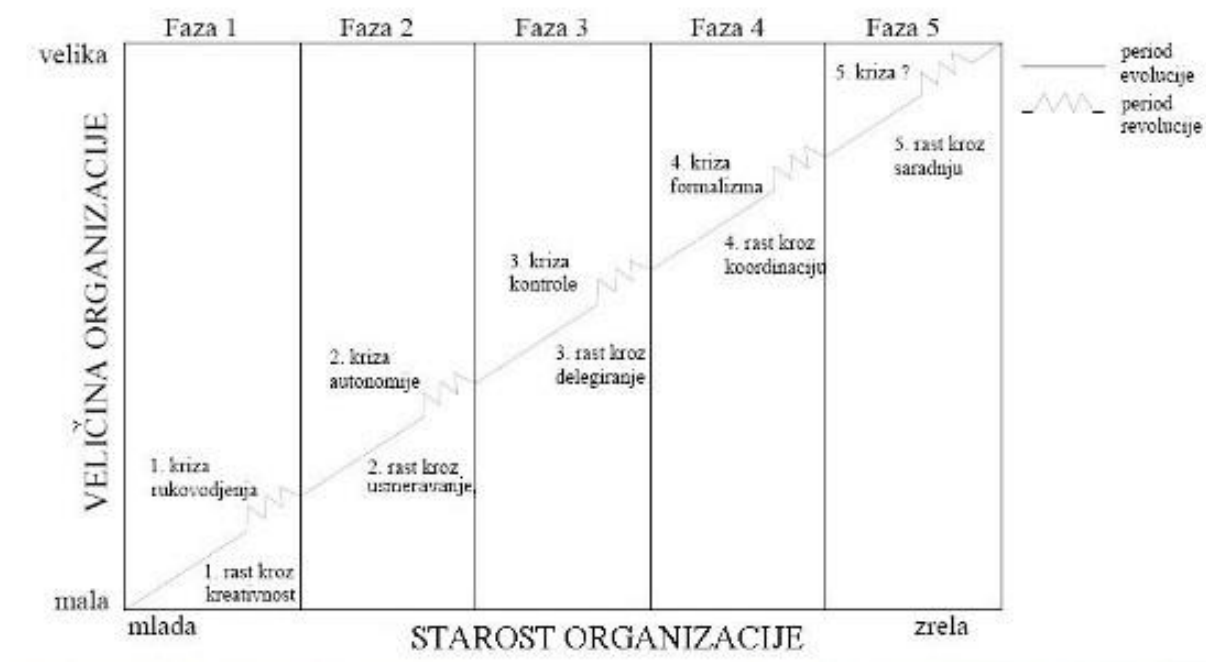 Faza 1
Faza 2
Faza 3
Faza 4
Faza 5
velika
VELIČINA ORGANIZACIJE
mala
period
evolucije
period
revolucije
5. kriza ?
5. rast kroz
saradnju
4. kriza
formalizma
4. rast kroz
koordinaciju
3. kriza
kontrole
3. rast kroz
delegiranje
2. kriza
autonomije
2. rast kroz
usmeravanje,
1. kriza
rukovodjenja
1. rast kroz
kreativnost
mlada
STAROST ORGANIZACIJE
zrela